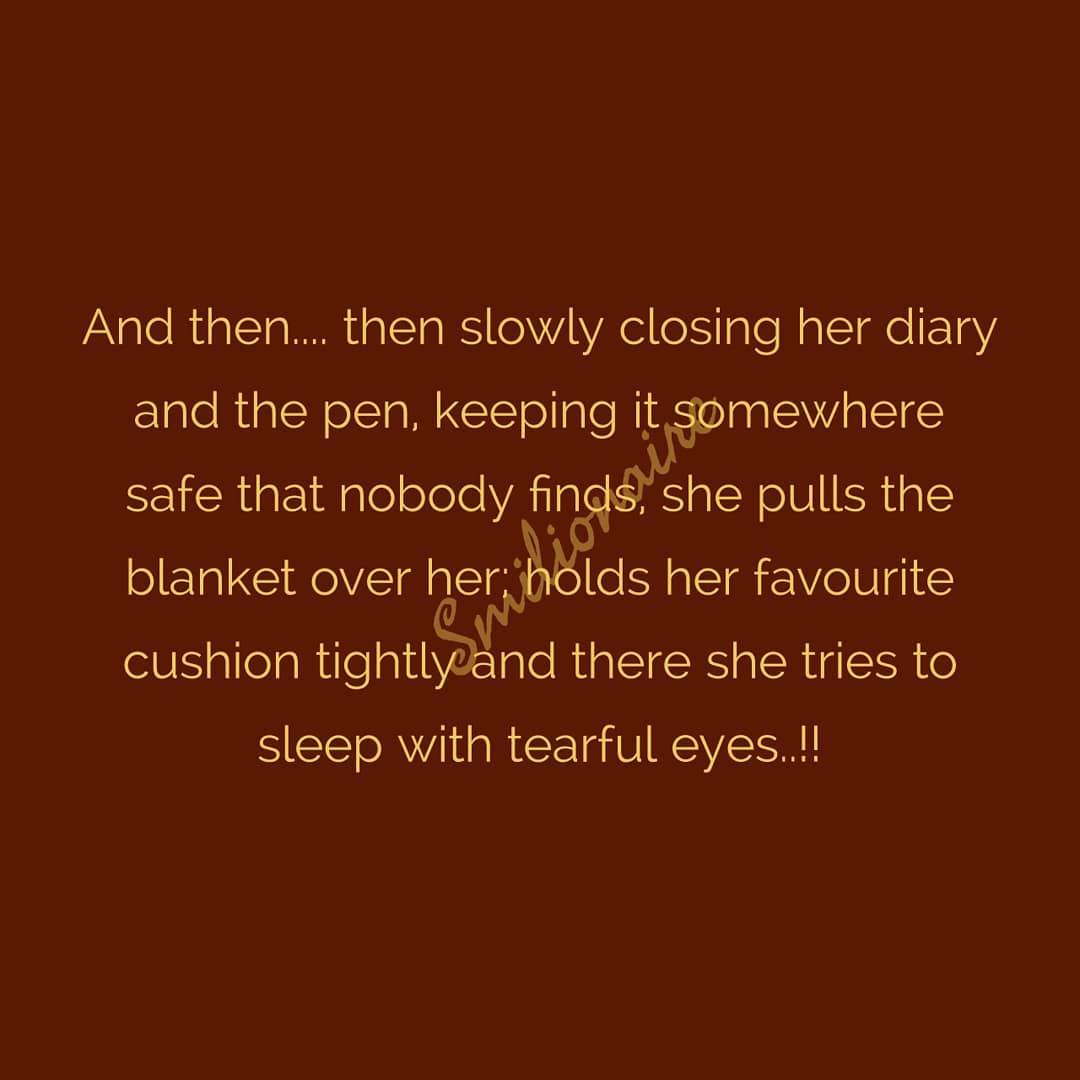 And then.... then slowly closing her diary
and the pen, keeping it somewhere
safe that nobody finds, she pulls the
blanket over her; holds her favourite
cushion tightly and there she tries to
sleep with tearful eyes..!!
Smilionaire